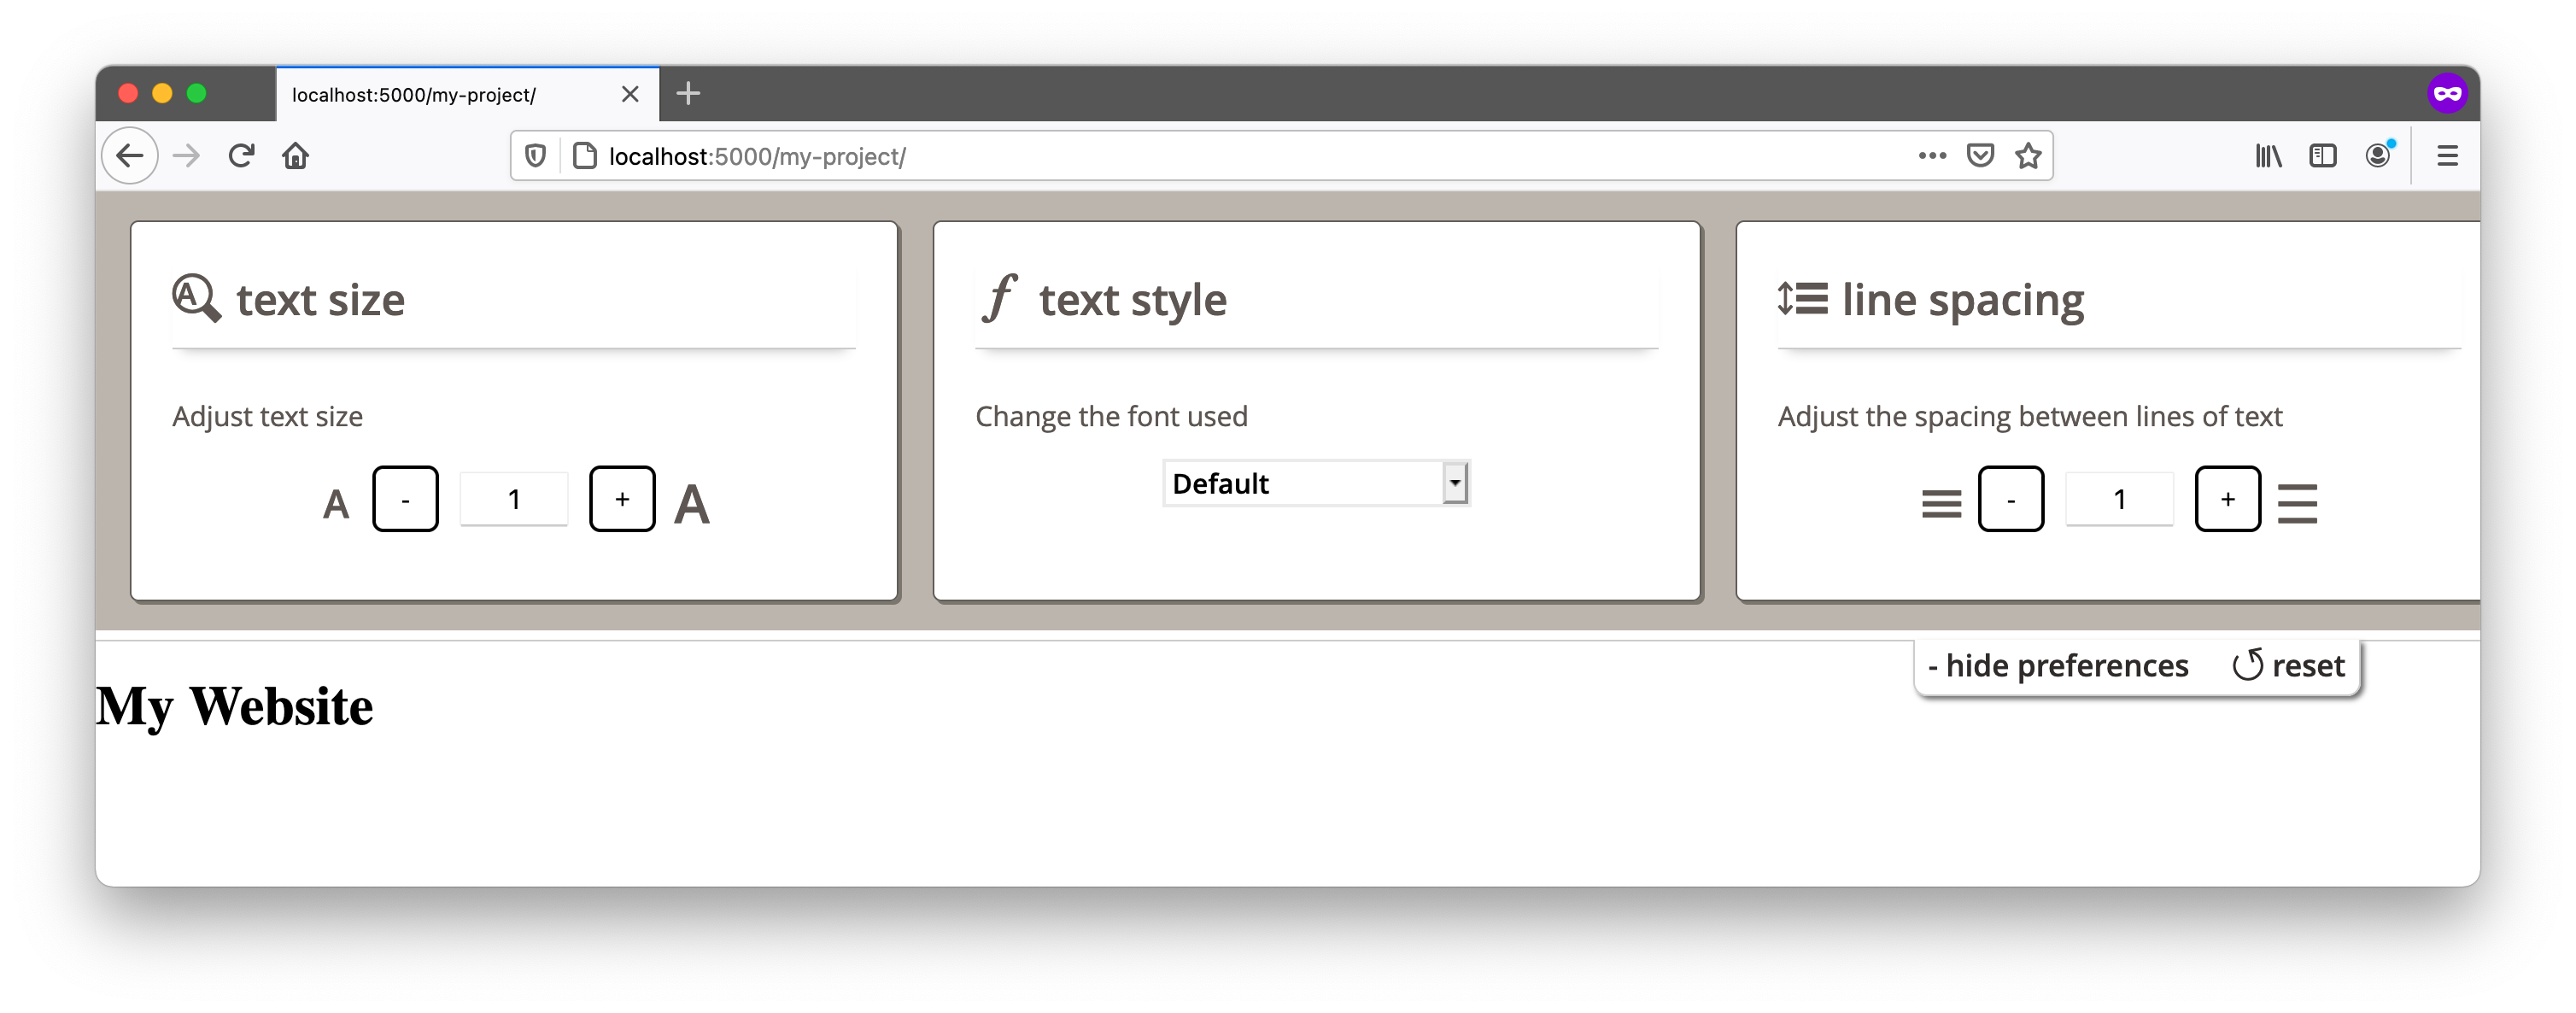 localhost:5000/my-project/
localhost:5000/my-project/
A text size
f text style
line spacing
Adjust text size
Change the font used
Adjust the spacing between lines of text
A - 1 + A
Default
- 1 +
- hide preferences reset
My Website